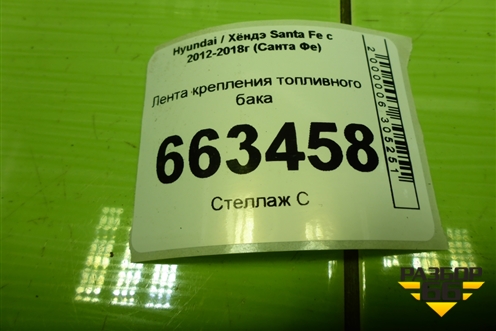 Hyundai / Хёндэ Santa Fe с
2012-2018г (Санта Фе)
Лента крепления топливного
бака
663458
Стеллаж С
2000006305251
РАЗБОР